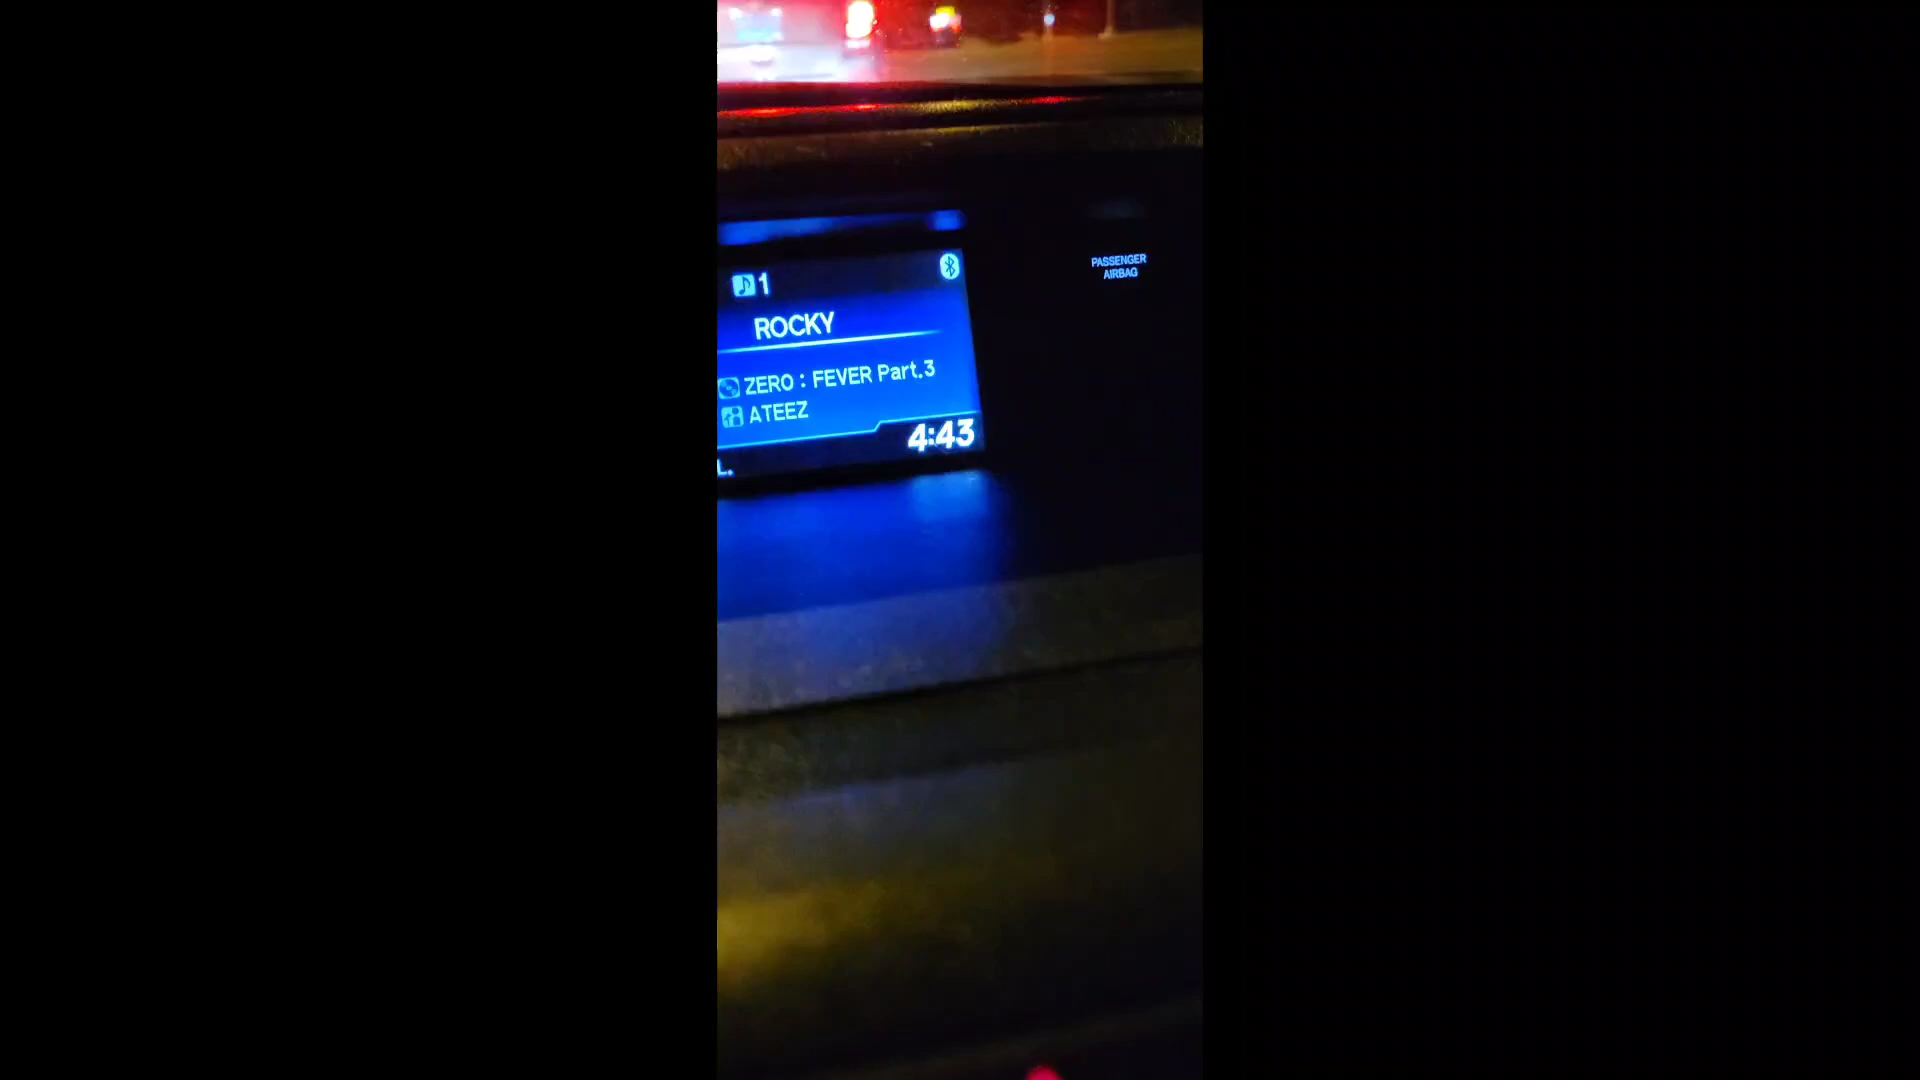 1
ROCKY
ZERO : FEVER Part.3
ATEEZ
4:43
L.
PASSENGER
AIRBAG